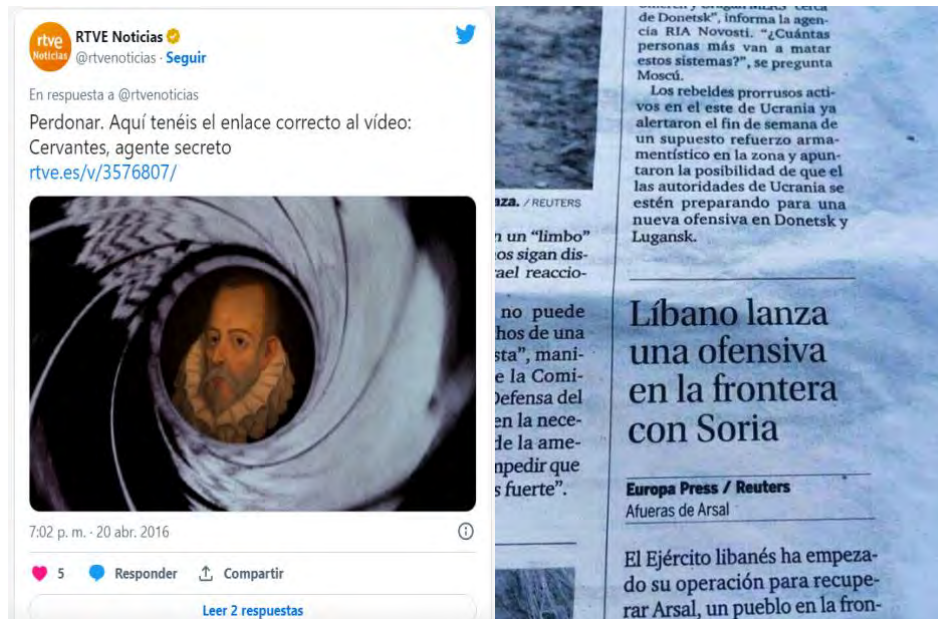 rtve
Noticias
RTVE Noticias
@rtvenoticias · Seguir
En respuesta a @rtvenoticias
Perdonar. Aquí tenéis el enlace correcto al vídeo:
Cervantes, agente secreto
rtve.es/v/3576807/
7:02 p. m. · 20 abr. 2016
5 Responder Compartir
Leer 2 respuestas
de Donetsk", informa la agen-
cia RIA Novosti. "¿Cuántas
personas más van a matar
estos sistemas?", se pregunta
Moscú.
Los rebeldes prorrusos acti-
vos en el este de Ucrania ya
alertaron el fin de semana de
un supuesto refuerzo arma-
mentístico en la zona y apun-
taron la posibilidad de que el
las autoridades de Ucrania se
estén preparando para una
nueva ofensiva en Donetsk y
Lugansk.
/ REUTERS
n un "limbo"
os sigan dis-
ael reaccio-
no puede
hos de una
sta", mani-
e la Comi-
Defensa del
en la nece-
de la ame-
mpedir que
s fuerte".
Líbano lanza
una ofensiva
en la frontera
con Soria
Europa Press / Reuters
Afueras de Arsal
El Ejército libanés ha empeza-
do su operación para recupe-
rar Arsal, un pueblo en la fron-